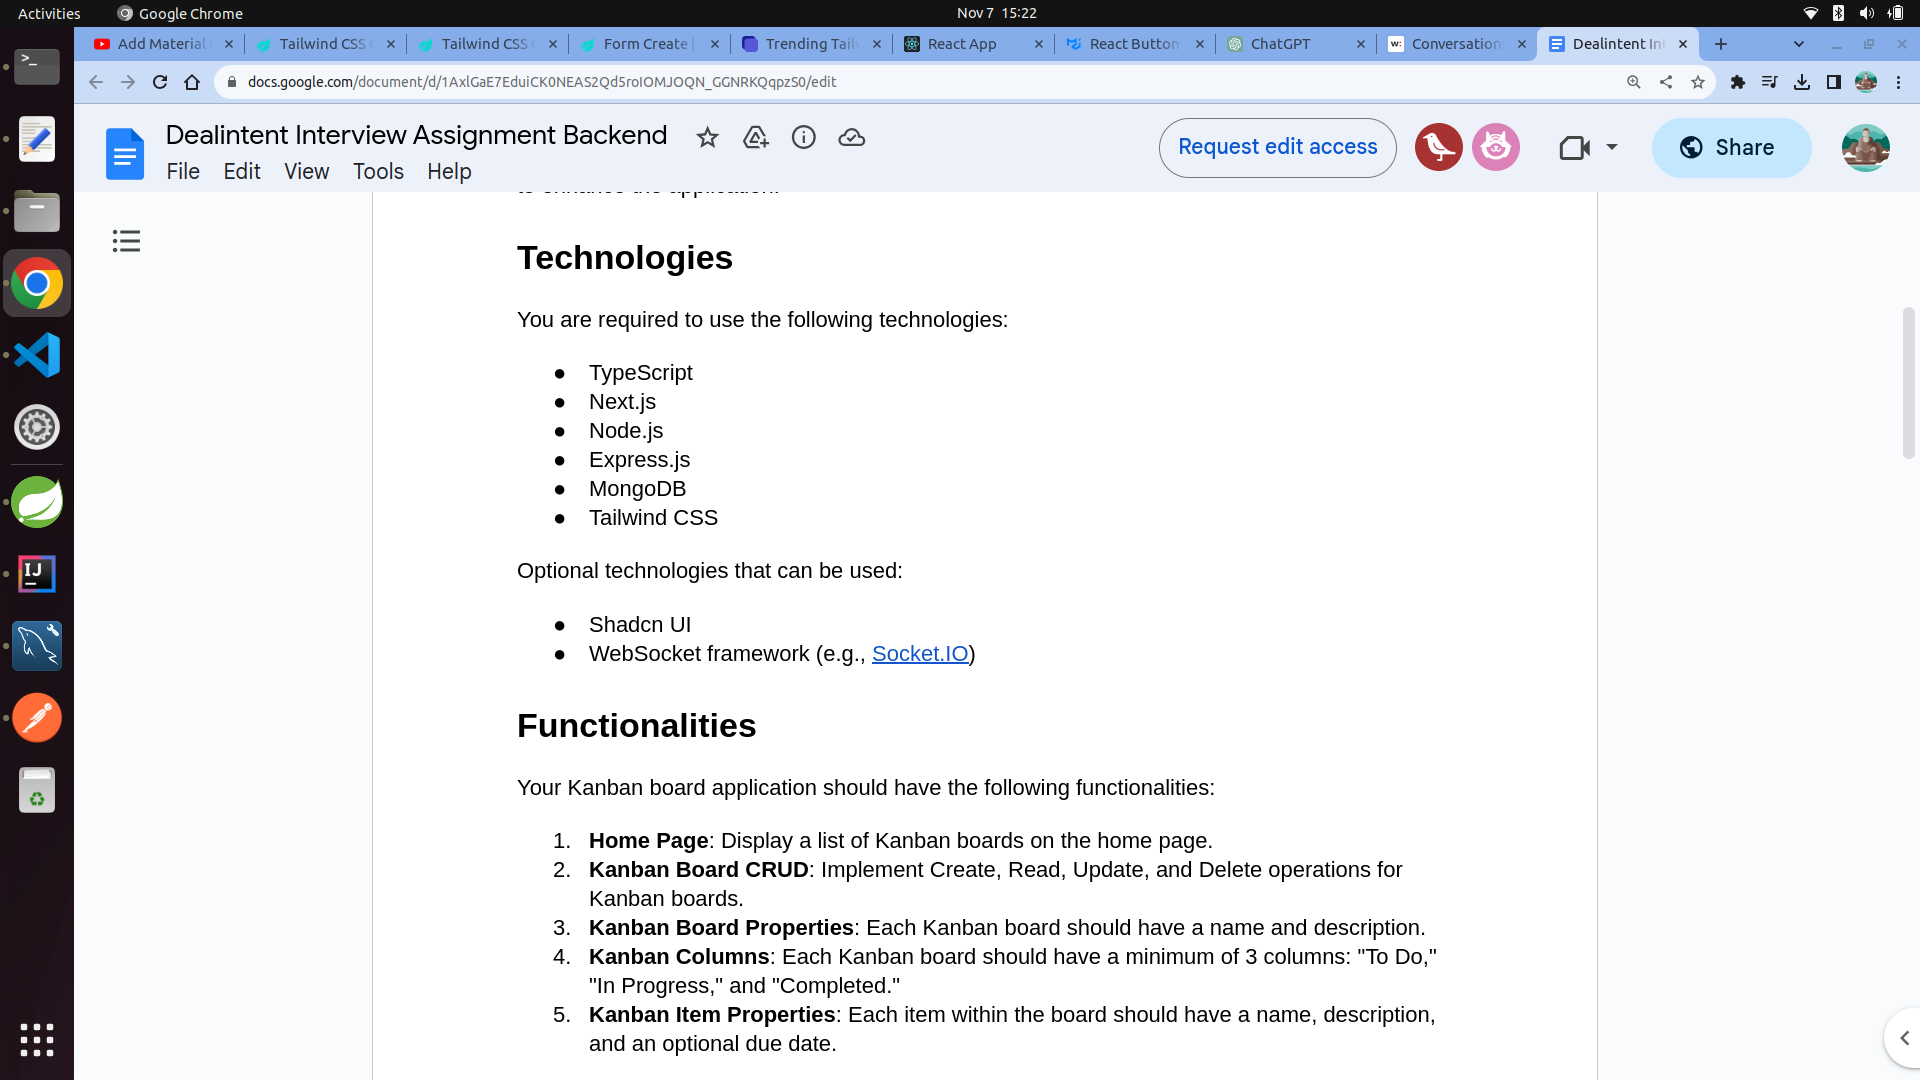 Activities
Google Chrome
Nov 7 15:22
Add Material
Tailwind CSS
Tailwind CSS
Form Create
Trending Tail
React App
React Button
ChatGPT
Conversation
Dealintent Int
docs.google.com/document/d/1AxlGaE7EduiCK0NEAS2Qd5roIOMJOQN_GGNRKQqpzS0/edit
Dealintent Interview Assignment Backend
Request edit access
Share
File Edit View Tools Help
to enhance the application.
Technologies
You are required to use the following technologies:
● TypeScript
● Next.js
● Node.js
● Express.js
● MongoDB
● Tailwind CSS
Optional technologies that can be used:
● Shadcn UI
● WebSocket framework (e.g., Socket.IO)
Functionalities
Your Kanban board application should have the following functionalities:
1. Home Page: Display a list of Kanban boards on the home page.
2. Kanban Board CRUD: Implement Create, Read, Update, and Delete operations for
Kanban boards.
3. Kanban Board Properties: Each Kanban board should have a name and description.
4. Kanban Columns: Each Kanban board should have a minimum of 3 columns: "To Do,"
"In Progress," and "Completed."
5. Kanban Item Properties: Each item within the board should have a name, description,
and an optional due date.